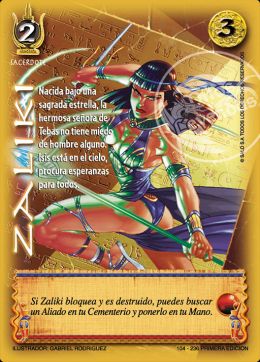 2
3
SACERDOTE
ZALIKI
Nacida bajo una
sagrada estrella, la
hermosa señora de
Tebas no tiene miedo
de hombre alguno.
Isis está en el cielo,
procura esperanzas
para todos.
Si Zaliki bloquea y es destruido, puedes buscar
un Aliado en tu Cementerio y ponerlo en tu Mano.
ILUSTRADOR: GABRIEL RODRIGUEZ
104 - 236 PRIMERA EDICION